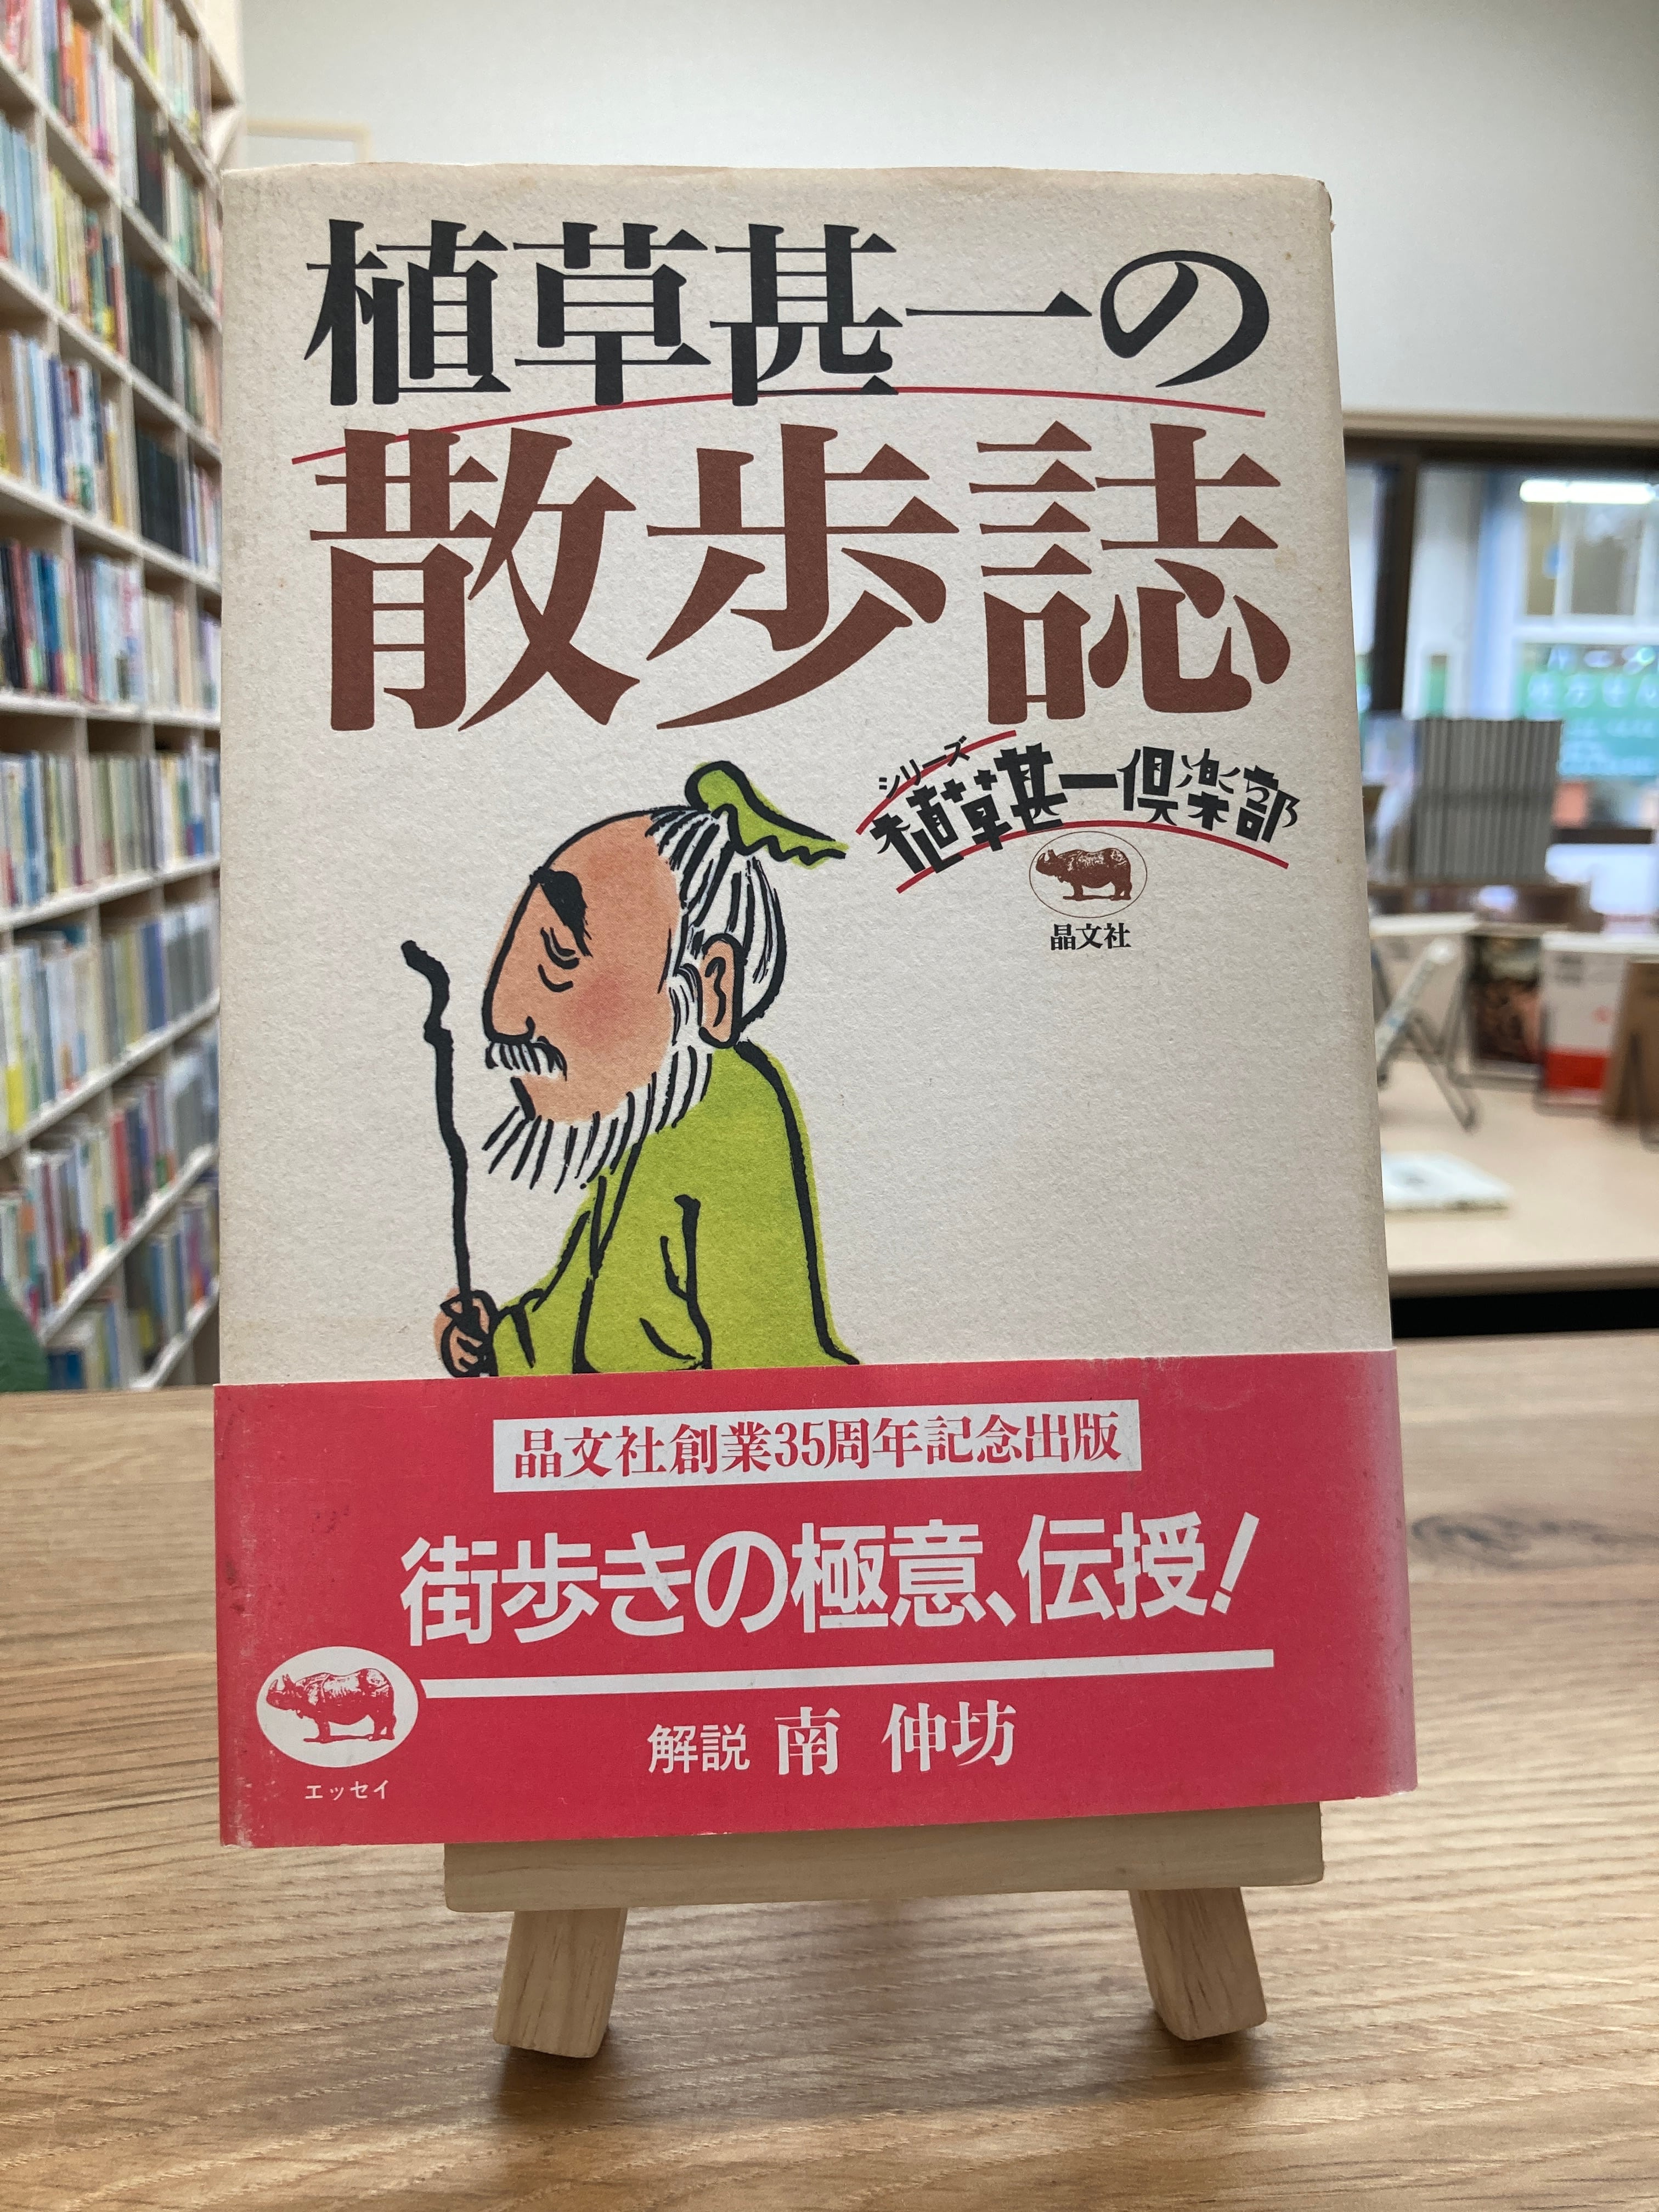 植草甚一の
散歩誌
シリーズ
植草甚一倶楽部
晶文社
晶文社創業35周年記念出版
街歩きの極意、伝授!
解説 南 伸坊
エッセイ